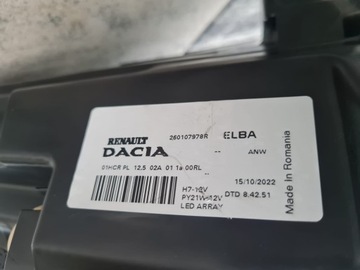 RENAULT 260107978R ELBA
DACIA -- ANW
01HCR PL 12.5 02A 01 1a 00RL
-- 15/10/2022
H7-12V
PY21W-12V DTD 8.42.51
LED ARRAY
Made in Romania